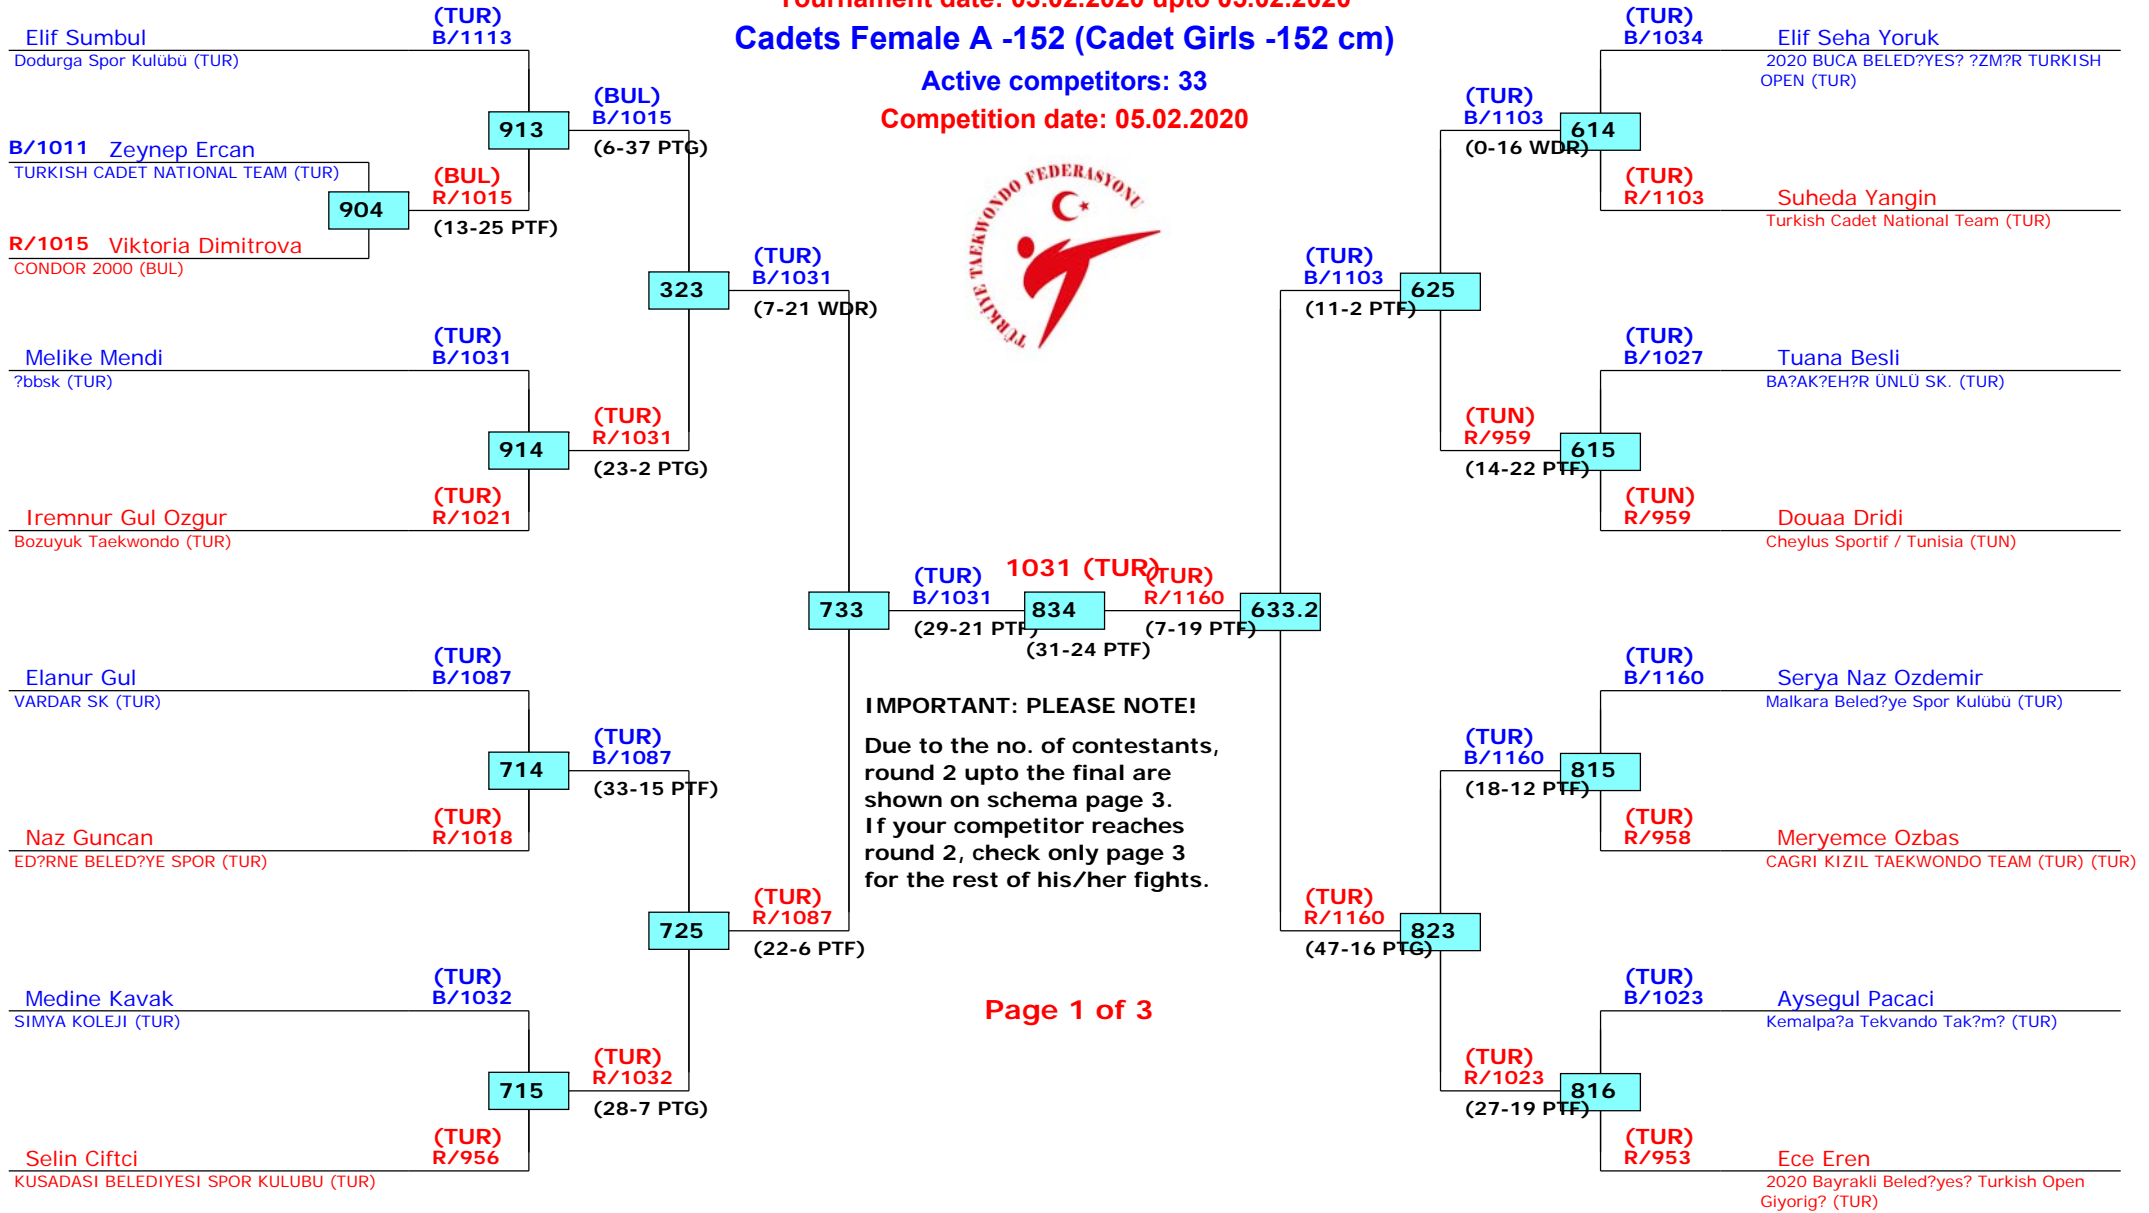 Tournament date: 03.02.2020 upto 05.02.2020
Cadets Female A -152 (Cadet Girls -152 cm)
Active competitors: 33
Competition date: 05.02.2020
TÜRKİYE TAEKWONDO FEDERASYONU
(TUR)
Elif Sumbul B/1113
Dodurga Spor Kulübü (TUR)
913
(BUL)
B/1015
(6-37 PTG)
B/1011 Zeynep Ercan
TURKISH CADET NATIONAL TEAM (TUR)
904
(BUL)
R/1015
(13-25 PTF)
R/1015 Viktoria Dimitrova
CONDOR 2000 (BUL)
323
(TUR)
B/1031
(7-21 WDR)
(TUR)
Melike Mendi B/1031
?bbsk (TUR)
914
(TUR)
R/1031
(23-2 PTG)
(TUR)
Iremnur Gul Ozgur R/1021
Bozuyuk Taekwondo (TUR)
733
(TUR)
B/1031
(29-21 PTF)
1031 (TUR)
834
(31-24 PTF)
(TUR)
R/1160
(7-19 PTF)
633.2
(TUR)
Elanur Gul B/1087
VARDAR SK (TUR)
714
(TUR)
B/1087
(33-15 PTF)
(TUR)
Naz Guncan R/1018
ED?RNE BELED?YE SPOR (TUR)
725
(TUR)
R/1087
(22-6 PTF)
(TUR)
Medine Kavak B/1032
SIMYA KOLEJI (TUR)
715
(TUR)
R/1032
(28-7 PTG)
(TUR)
Selin Ciftci R/956
KUSADASI BELEDIYESI SPOR KULUBU (TUR)
IMPORTANT: PLEASE NOTE!
Due to the no. of contestants,
round 2 upto the final are
shown on schema page 3.
If your competitor reaches
round 2, check only page 3
for the rest of his/her fights.
Page 1 of 3
(TUR)
B/1034 Elif Seha Yoruk
2020 BUCA BELED?YES? ?ZM?R TURKISH
OPEN (TUR)
(TUR)
B/1103
(0-16 WDR)
614
(TUR)
R/1103 Suheda Yangin
Turkish Cadet National Team (TUR)
(TUR)
B/1103
(11-2 PTF)
625
(TUR)
B/1027 Tuana Besli
BA?AK?EH?R ÜNLÜ SK. (TUR)
(TUN)
R/959
(14-22 PTF)
615
(TUN)
R/959 Douaa Dridi
Cheylus Sportif / Tunisia (TUN)
(TUR)
B/1160 Serya Naz Ozdemir
Malkara Beled?ye Spor Kulübü (TUR)
(TUR)
B/1160
(18-12 PTF)
815
(TUR)
R/958 Meryemce Ozbas
CAGRI KIZIL TAEKWONDO TEAM (TUR) (TUR)
(TUR)
R/1160
(47-16 PTG)
823
(TUR)
B/1023 Aysegul Pacaci
Kemalpa?a Tekvando Tak?m? (TUR)
(TUR)
R/1023
(27-19 PTF)
816
(TUR)
R/953 Ece Eren
2020 Bayrakli Beled?yes? Turkish Open
Giyorig? (TUR)